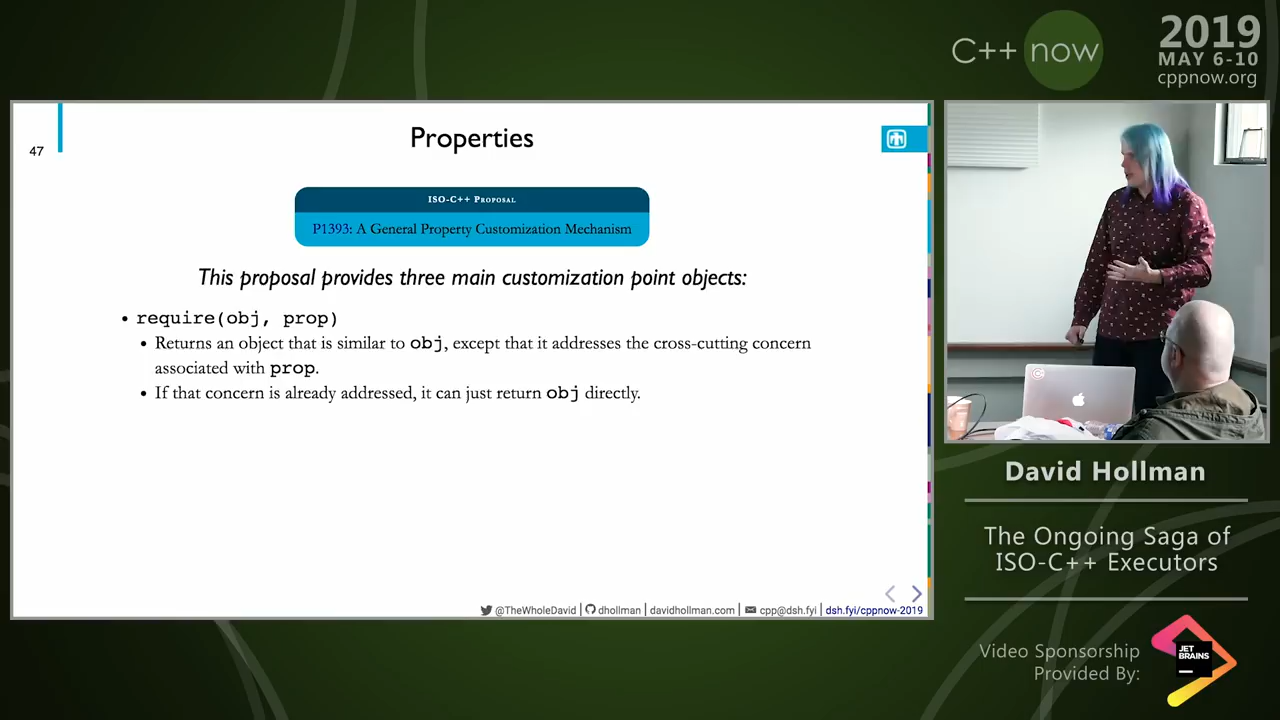 C++ now
2019
MAY 6-10
cppnow.org
47
Properties
ISO-C++ Proposal
P1393: A General Property Customization Mechanism
This proposal provides three main customization point objects:
• require(obj, prop)
• Returns an object that is similar to obj, except that it addresses the cross-cutting concern
associated with prop.
• If that concern is already addressed, it can just return obj directly.
@TheWholeDavid | dhollman | davidhollman.com | cpp@dsh.fyi | dsh.fyi/cppnow-2019
David Hollman
The Ongoing Saga of
ISO-C++ Executors
Video Sponsorship
Provided By:
JET
BRAINS